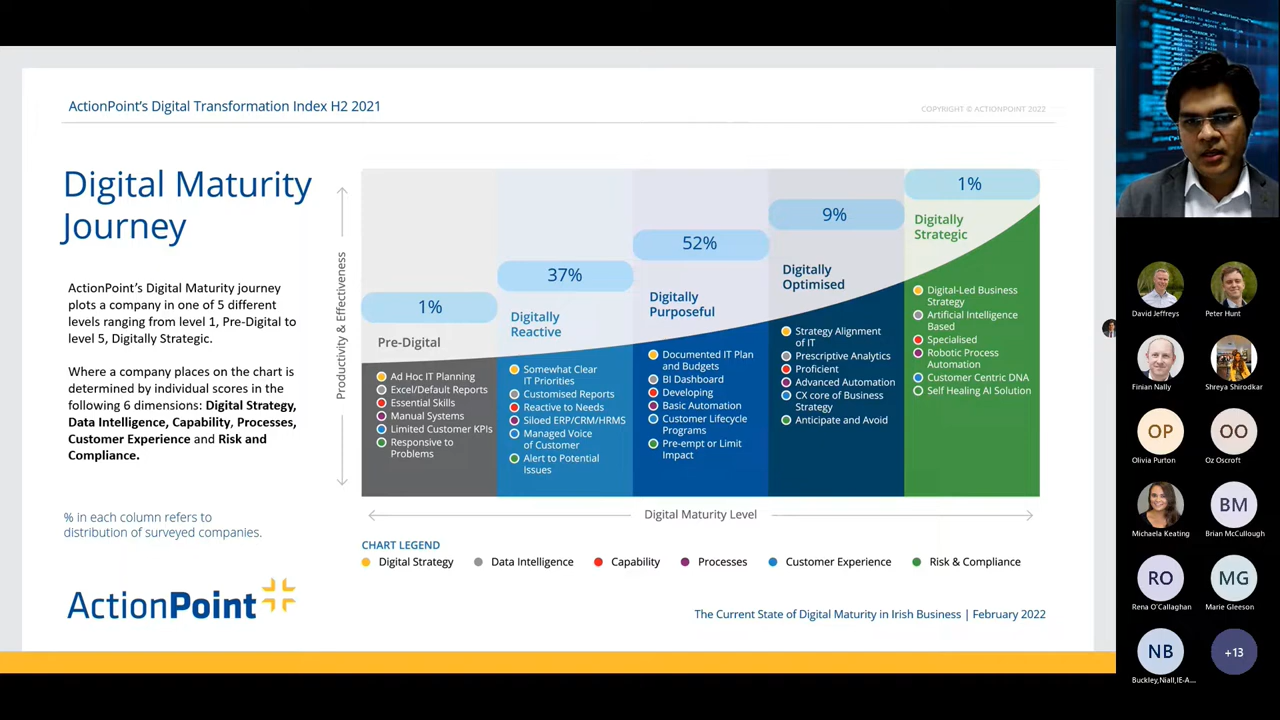 ActionPoint's Digital Transformation Index H2 2021
COPYRIGHT © ACTIONPOINT 2022
Digital Maturity
Journey
ActionPoint's Digital Maturity journey
plots a company in one of 5 different
levels ranging from level 1, Pre-Digital to
level 5, Digitally Strategic.
Where a company places on the chart is
determined by individual scores in the
following 6 dimensions: Digital Strategy,
Data Intelligence, Capability, Processes,
Customer Experience and Risk and
Compliance.
% in each column refers to
distribution of surveyed companies.
ActionPoint
Productivity & Effectiveness
1%
Pre-Digital
Ad Hoc IT Planning
Excel/Default Reports
Essential Skills
Manual Systems
Limited Customer KPIs
Responsive to
Problems
37%
Digitally
Reactive
Somewhat Clear
IT Priorities
Customised Reports
Reactive to Needs
Siloed ERP/CRM/HRMS
Managed Voice
of Customer
Alert to Potential
Issues
52%
Digitally
Purposeful
Documented IT Plan
and Budgets
BI Dashboard
Developing
Basic Automation
Customer Lifecycle
Programs
Pre-empt or Limit
Impact
9%
Digitally
Optimised
Strategy Alignment
of IT
Prescriptive Analytics
Proficient
Advanced Automation
CX core of Business
Strategy
Anticipate and Avoid
1%
Digitally
Strategic
Digital-Led Business
Strategy
Artificial Intelligence
Based
Specialised
Robotic Process
Automation
Customer Centric DNA
Self Healing AI Solution
Digital Maturity Level
CHART LEGEND
Digital Strategy
Data Intelligence
Capability
Processes
Customer Experience
Risk & Compliance
The Current State of Digital Maturity in Irish Business | February 2022
David Jeffreys
Peter Hunt
Finian Nally
Shreya Shirodkar
OP
Olivia Purton
OO
Oz Oscroft
Michaela Keating
BM
Brian McCullough
RO
Rena O'Callaghan
MG
Marie Gleeson
NB
Buckley,Niall,IE-A...
+13